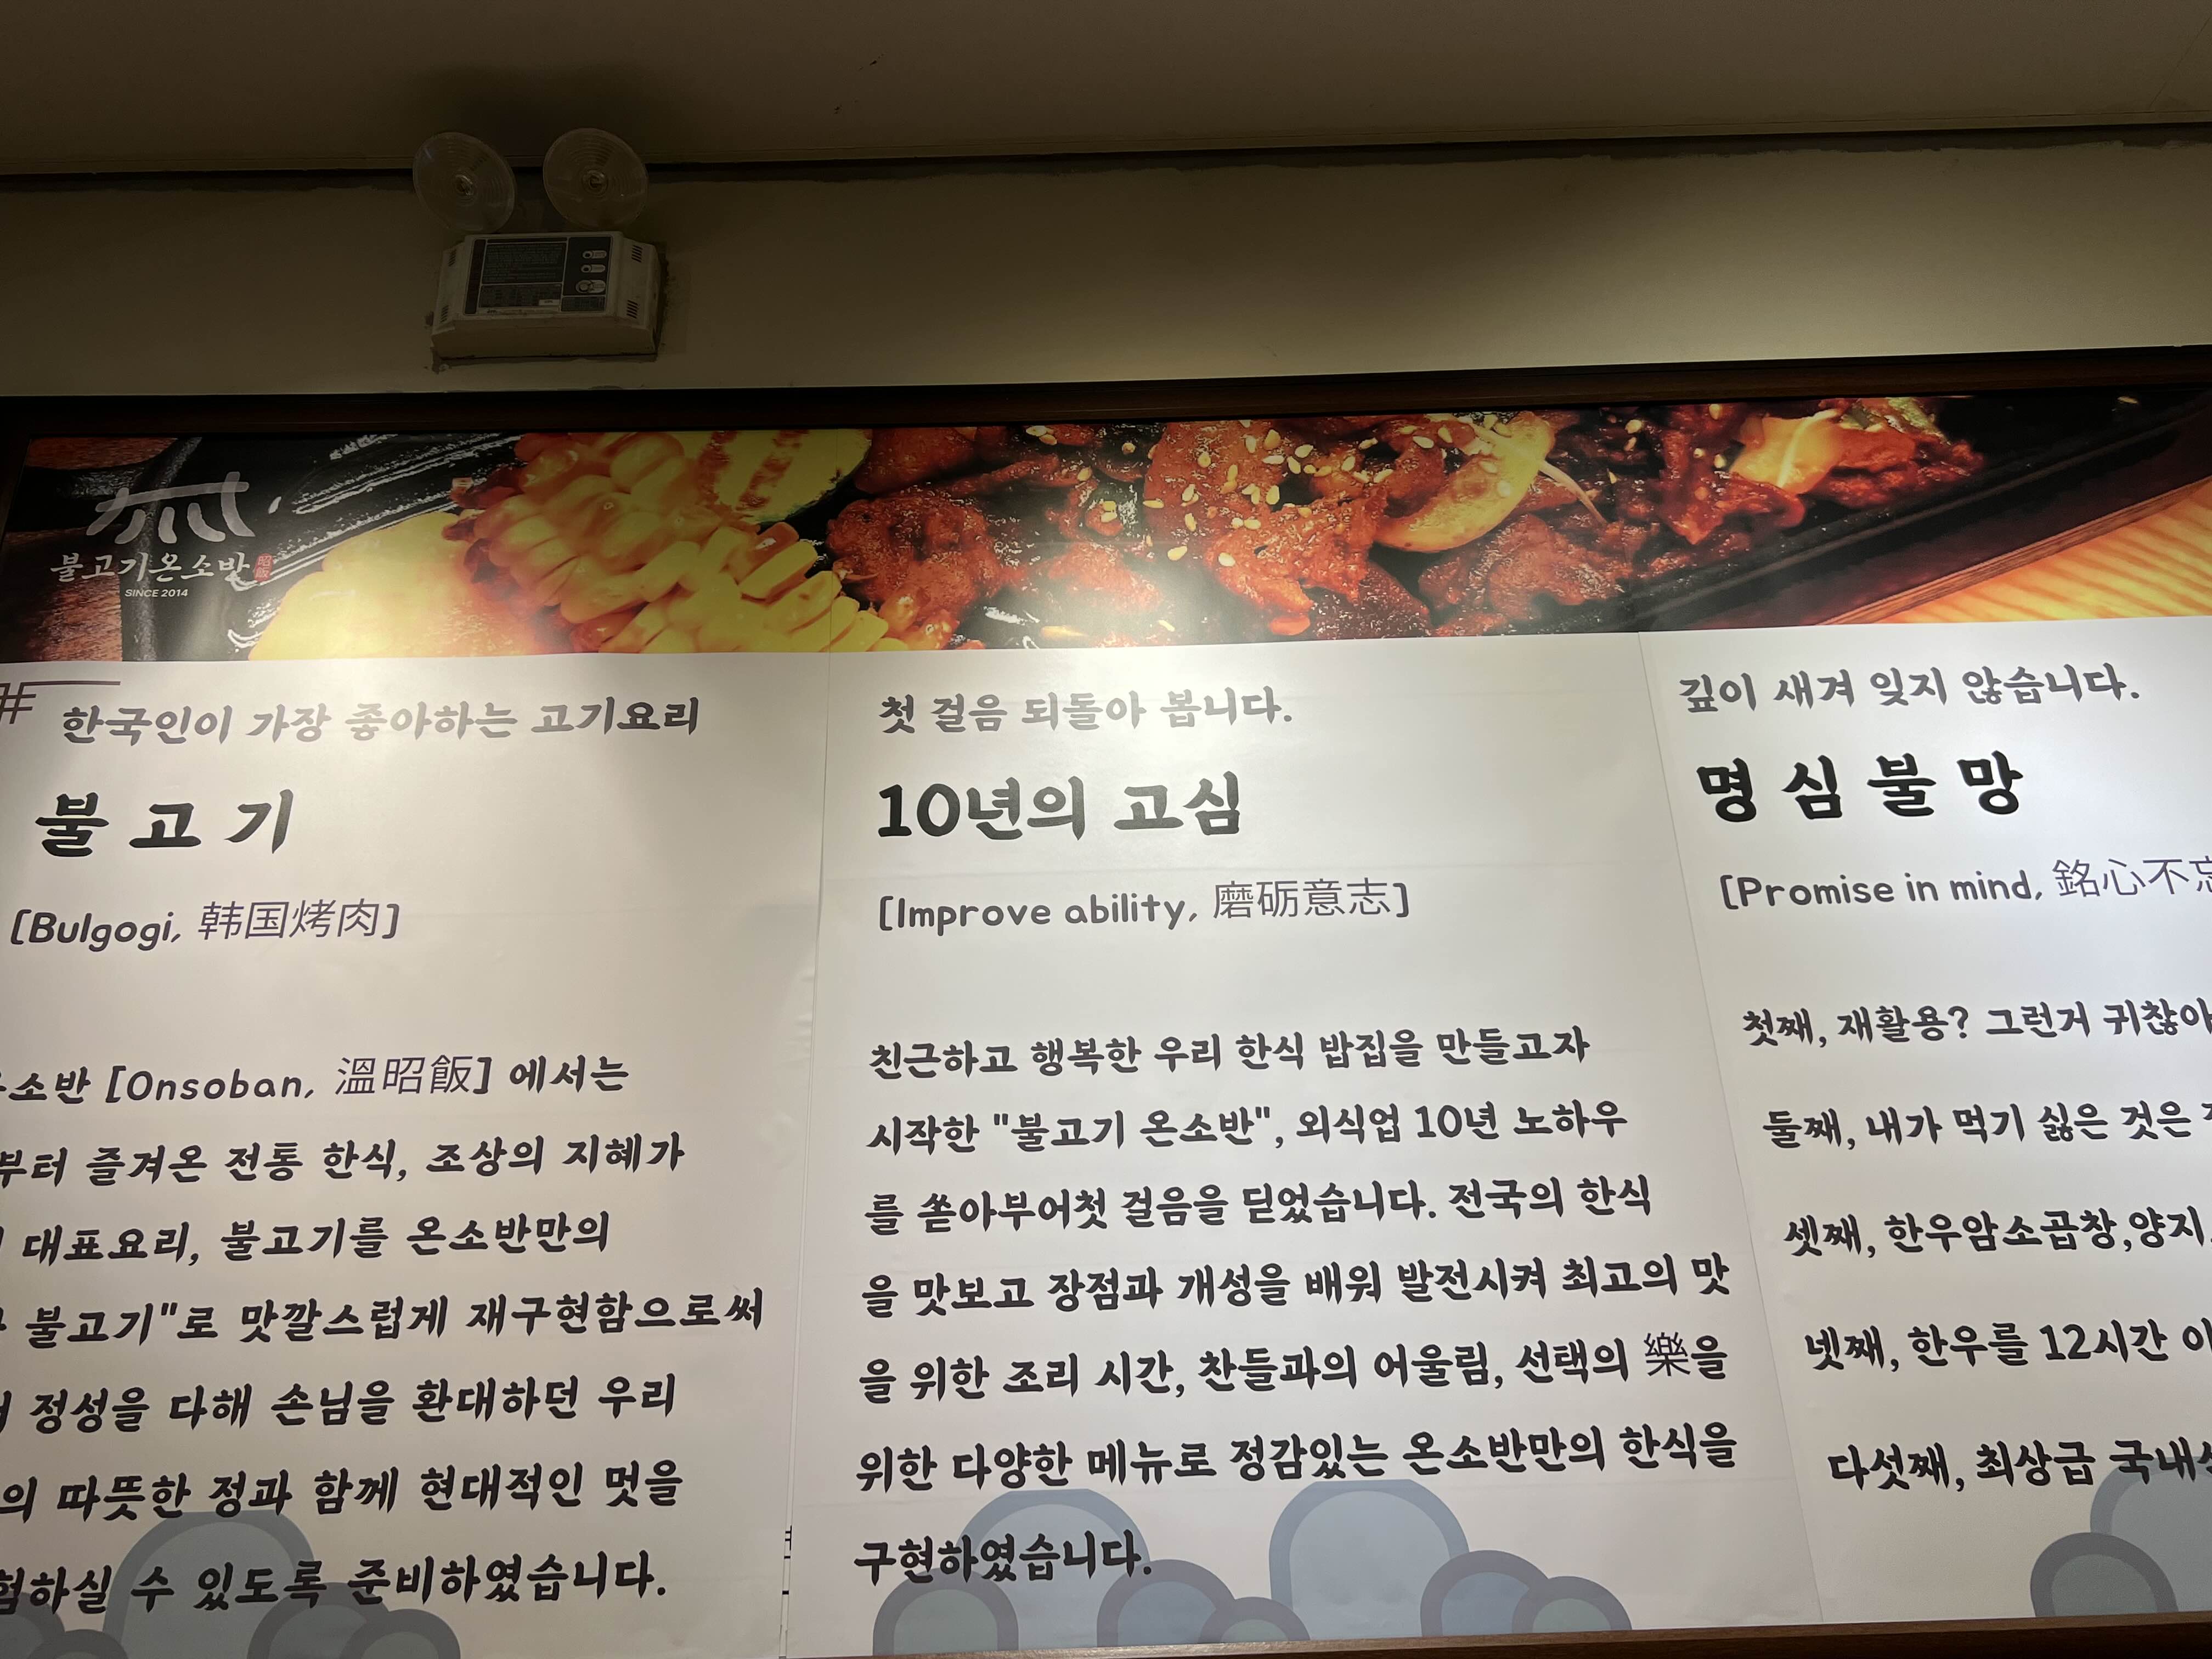 불고기온소반
昭飯
SINCE 2014
한국인이 가장 좋아하는 고기요리
불고기
[Bulgogi, 韩国烤肉]
소반 [Onsoban, 溫昭飯] 에서는
부터 즐겨온 전통 한식, 조상의 지혜가
대표요리, 불고기를 온소반만의
불고기"로 맛깔스럽게 재구현함으로써
정성을 다해 손님을 환대하던 우리
의 따뜻한 정과 함께 현대적인 멋을
험하실 수 있도록 준비하였습니다.
첫 걸음 되돌아 봅니다.
10년의 고심
[Improve ability, 磨砺意志]
친근하고 행복한 우리 한식 밥집을 만들고자
시작한 "불고기 온소반", 외식업 10년 노하우
를 쏟아부어첫 걸음을 딛었습니다. 전국의 한식
을 맛보고 장점과 개성을 배워 발전시켜 최고의 맛
을 위한 조리 시간, 찬들과의 어울림, 선택의 樂을
위한 다양한 메뉴로 정감있는 온소반만의 한식을
구현하였습니다.
깊이 새겨 잊지 않습니다.
명심불망
[Promise in mind, 銘心不忘
첫째, 재활용? 그런거 귀찮아
둘째, 내가 먹기 싫은 것은
셋째, 한우암소곱창,양지,
넷째, 한우를 12시간 이
다섯째, 최상급 국내산